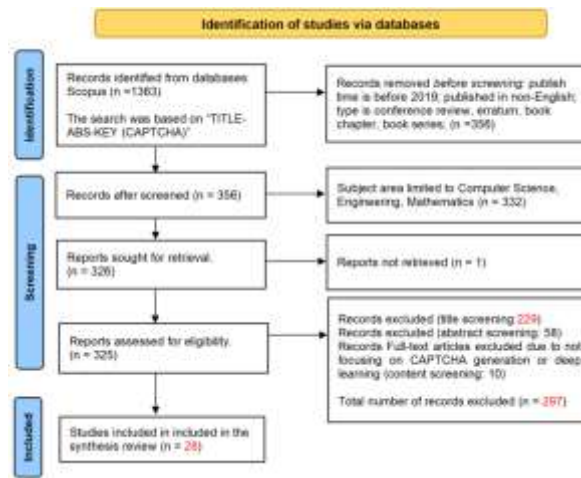 Identification of studies via databases
Identification
Records identified from databases
Scopus (n =1363)
The search was based on "TITLE-
ABS-KEY (CAPTCHA)"
Records removed before screening: publish
time is before 2019; published in non-English;
type is conference review, erratum, book
chapter, book series; (n =356)
Screening
Records after screened (n = 356)
Subject area limited to Computer Science,
Engineering, Mathematics (n = 332)
Reports sought for retrieval.
(n = 326)
Reports not retrieved (n = 1)
Reports assessed for eligibility.
(n = 325)
Records excluded (title screening:229)
Records excluded (abstract screening: 58)
Records Full-text articles excluded due to not
focusing on CAPTCHA generation or deep
learning (content screening: 10)
Total number of records excluded (n = 297)
Included
Studies included in included in the
synthesis review (n = 28)